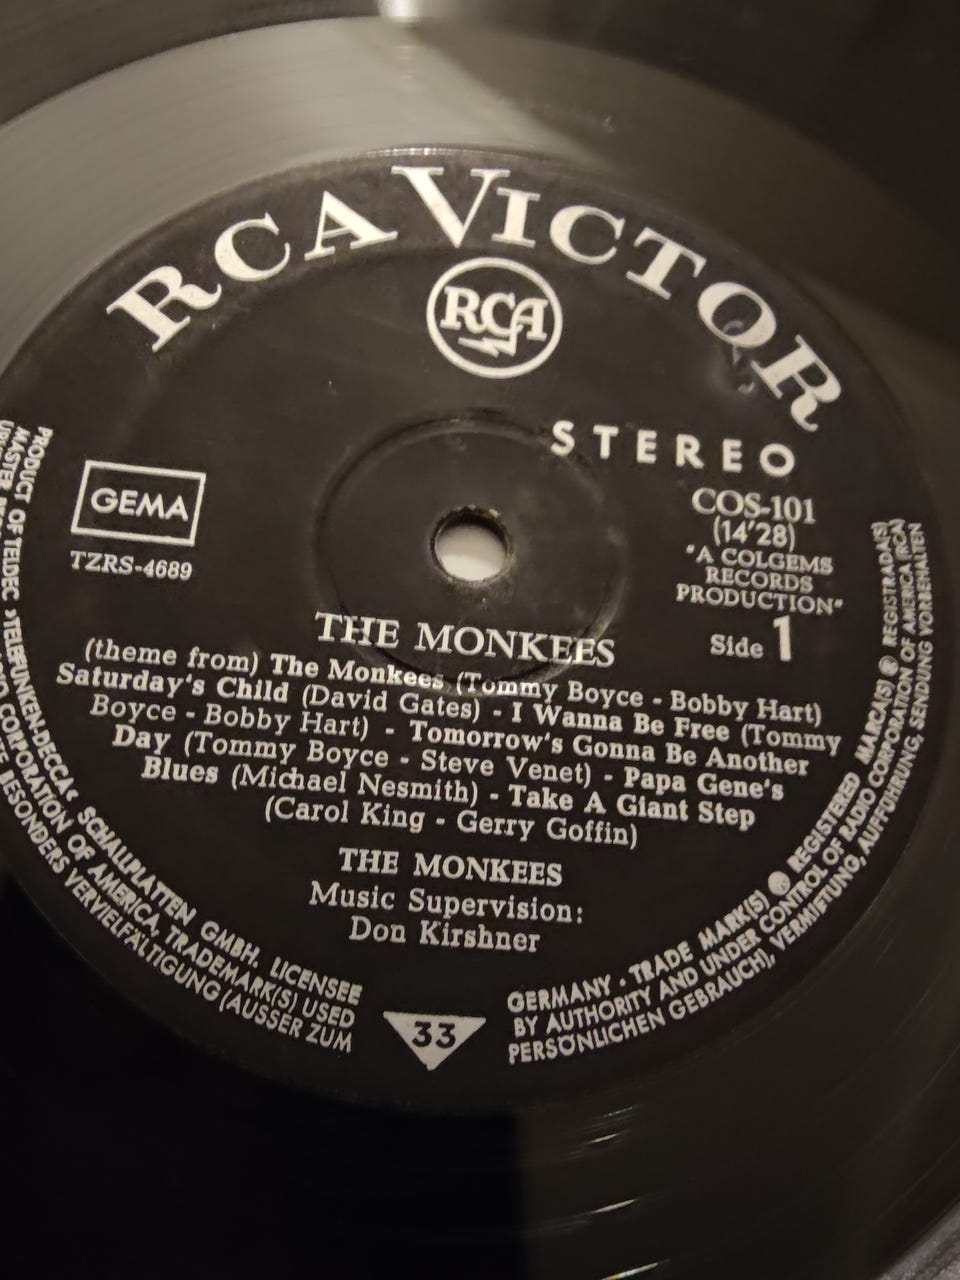 RCA VICTOR
RCA
STEREO
GEMA
TZRS-4689
COS-101
(14'28)
"A COLGEMS
RECORDS
PRODUCTION"
Side 1
THE MONKEES
(theme from) The Monkees (Tommy Boyce - Bobby Hart)
Saturday's Child (David Gates) - I Wanna Be Free (Tommy
Boyce - Bobby Hart) - Tomorrow's Gonna Be Another
Day (Tommy Boyce - Steve Venet) - Papa Gene's
Blues (Michael Nesmith) - Take A Giant Step
(Carol King - Gerry Goffin)
THE MONKEES
Music Supervision:
Don Kirshner
33
PRODUCT OF TELDEC »TELEFUNKEN-DECCA« SCHALLPLATTEN GMBH. LICENSEE
MASTER CORPORATION OF AMERICA, TRADEMARK(S) USED
BESONDERS VERVIELFÄLTIGUNG (AUSSER ZUM
GERMANY · TRADE MARK(S) ® REGISTERED MARCA(S) ® REGISTRADA(S)
BY AUTHORITY AND UNDER CONTROL OF RADIO CORPORATION OF AMERICA (RCA)
PERSÖNLICHEN GEBRAUCH), VERMIETUNG, AUFFÜHRUNG, SENDUNG VORBEHALTEN